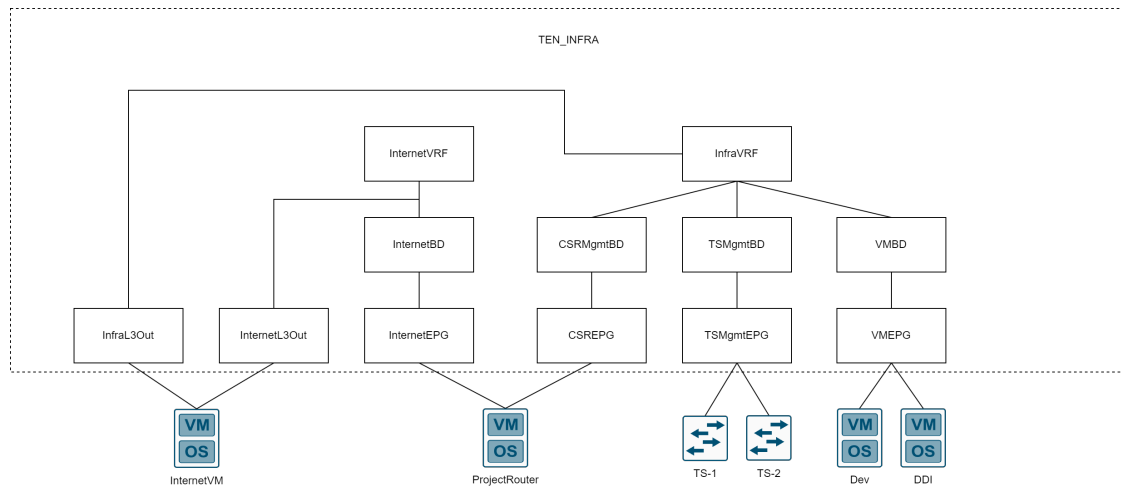 TEN_INFRA
InternetVRF
InfraVRF
InternetBD
CSRMgmtBD
TSMgmtBD
VMBD
InfraL3Out
InternetL3Out
InternetEPG
CSREPG
TSMgmtEPG
VMEPG
VM
OS
InternetVM
VM
OS
ProjectRouter
TS-1
TS-2
VM
OS
Dev
VM
OS
DDI